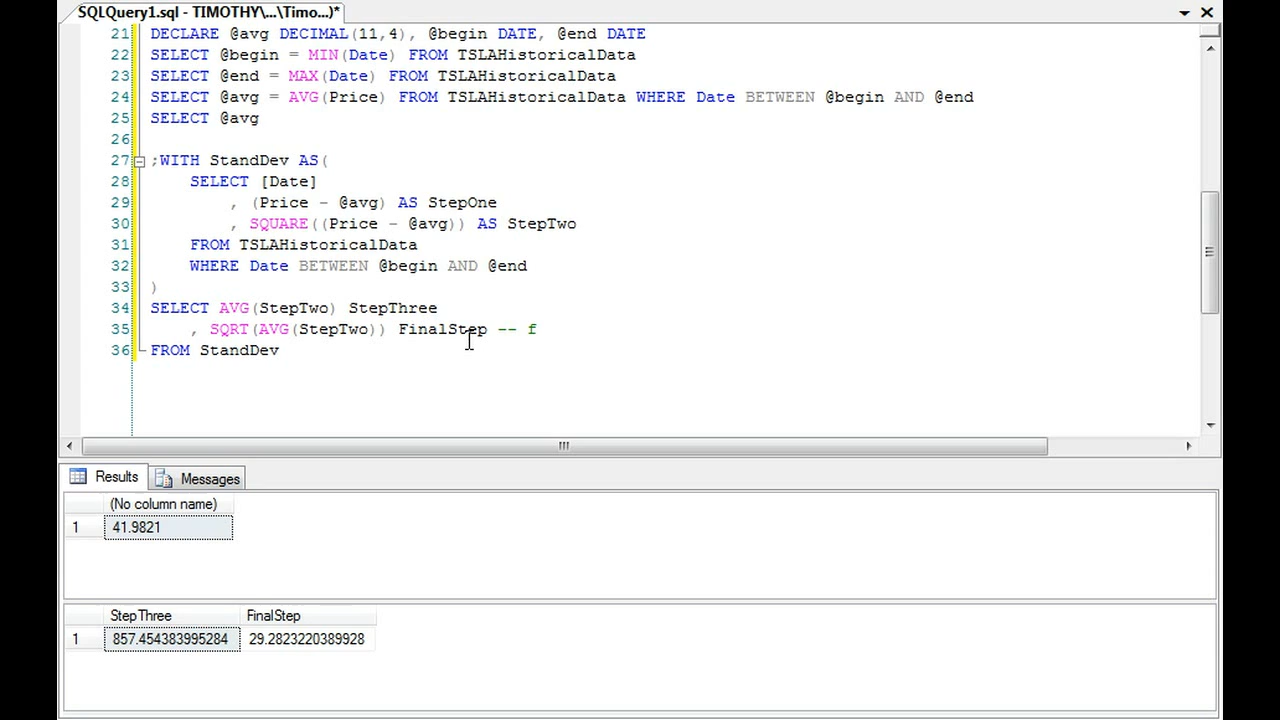 SQLQuery1.sql - TIMOTHY\...\Timo...)*
21 DECLARE @avg DECIMAL(11,4), @begin DATE, @end DATE
22 SELECT @begin = MIN(Date) FROM TSLAHistoricalData
23 SELECT @end = MAX(Date) FROM TSLAHistoricalData
24 SELECT @avg = AVG(Price) FROM TSLAHistoricalData WHERE Date BETWEEN @begin AND @end
25 SELECT @avg
26
27 ;WITH StandDev AS(
28 SELECT [Date]
29 , (Price - @avg) AS StepOne
30 , SQUARE((Price - @avg)) AS StepTwo
31 FROM TSLAHistoricalData
32 WHERE Date BETWEEN @begin AND @end
33 )
34 SELECT AVG(StepTwo) StepThree
35 , SQRT(AVG(StepTwo)) FinalStep -- f
36 FROM StandDev
Results Messages
(No column name)
1 41.9821
StepThree FinalStep
1 857.454383995284 29.2823220389928